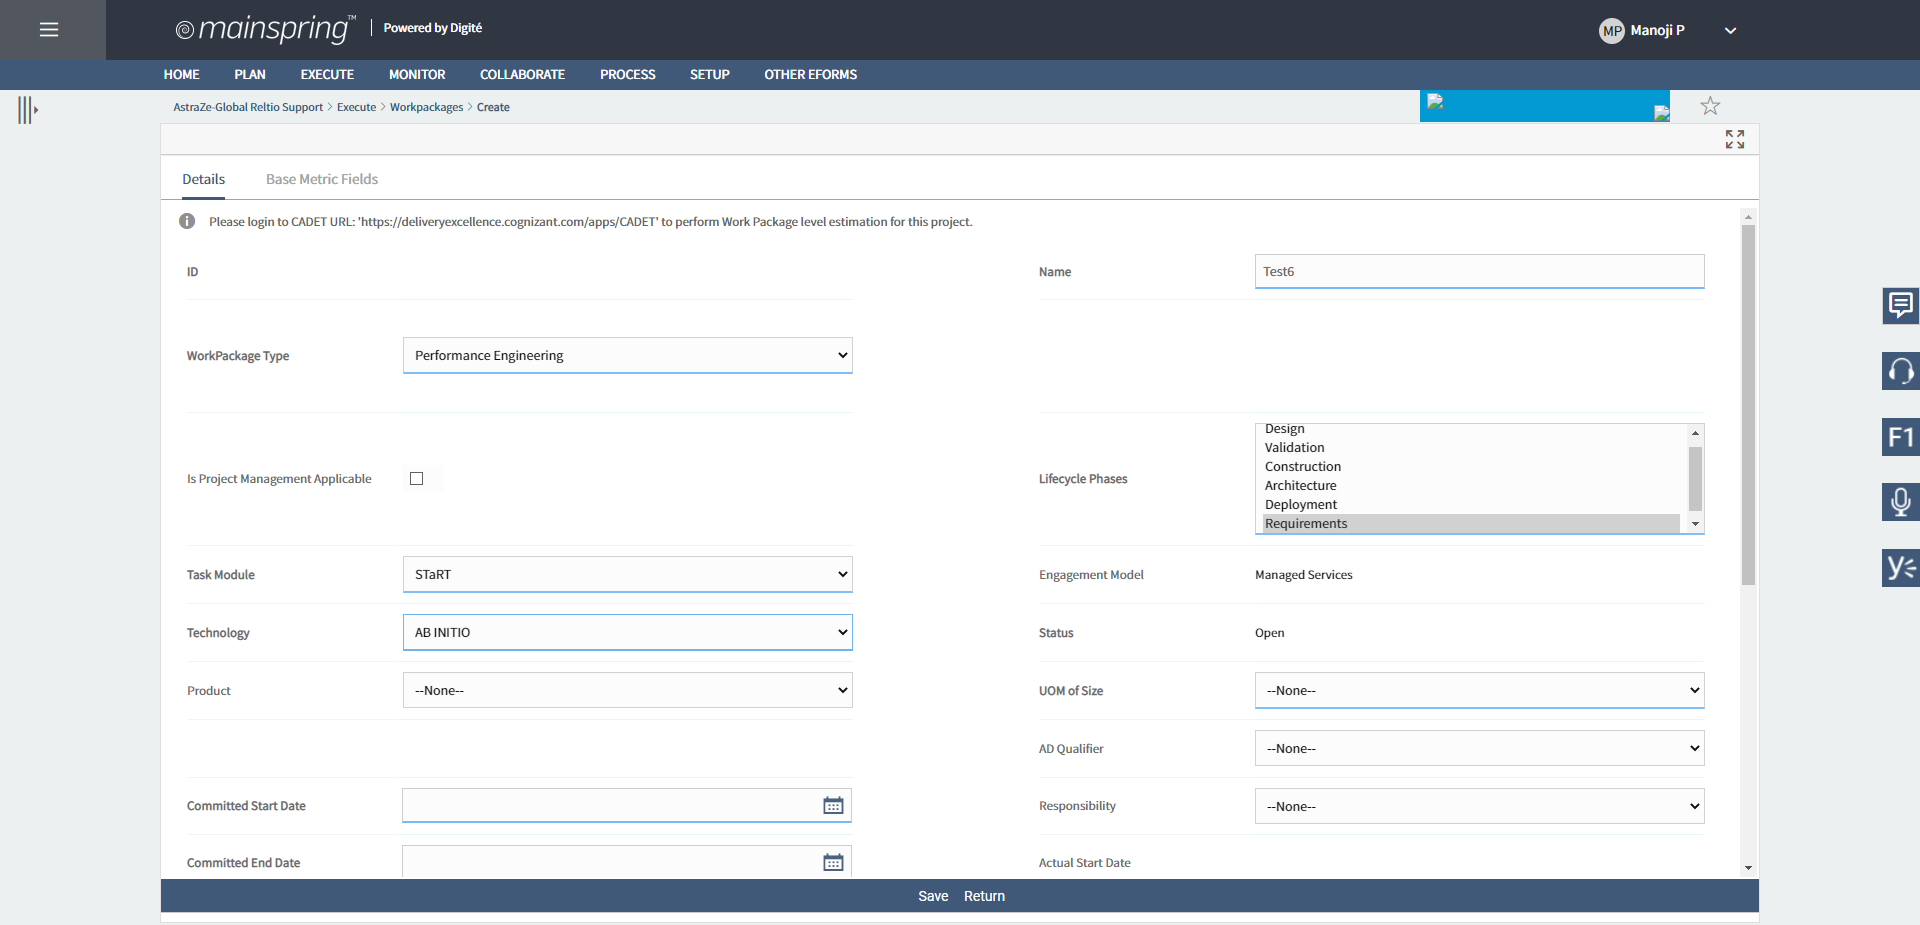 mainspring™ Powered by Digité
MP Manoji P
HOME PLAN EXECUTE MONITOR COLLABORATE PROCESS SETUP OTHER EFORMS
AstraZe-Global Reltio Support > Execute > Workpackages > Create
Details Base Metric Fields
Please login to CADET URL: 'https://deliveryexcellence.cognizant.com/apps/CADET' to perform Work Package level estimation for this project.
ID
Name Test6
WorkPackage Type Performance Engineering
Is Project Management Applicable
Lifecycle Phases
Design
Validation
Construction
Architecture
Deployment
Requirements
Task Module STaRT
Engagement Model Managed Services
Technology AB INITIO
Status Open
Product --None--
UOM of Size --None--
AD Qualifier --None--
Committed Start Date
Responsibility --None--
Committed End Date
Actual Start Date
Save Return
F1